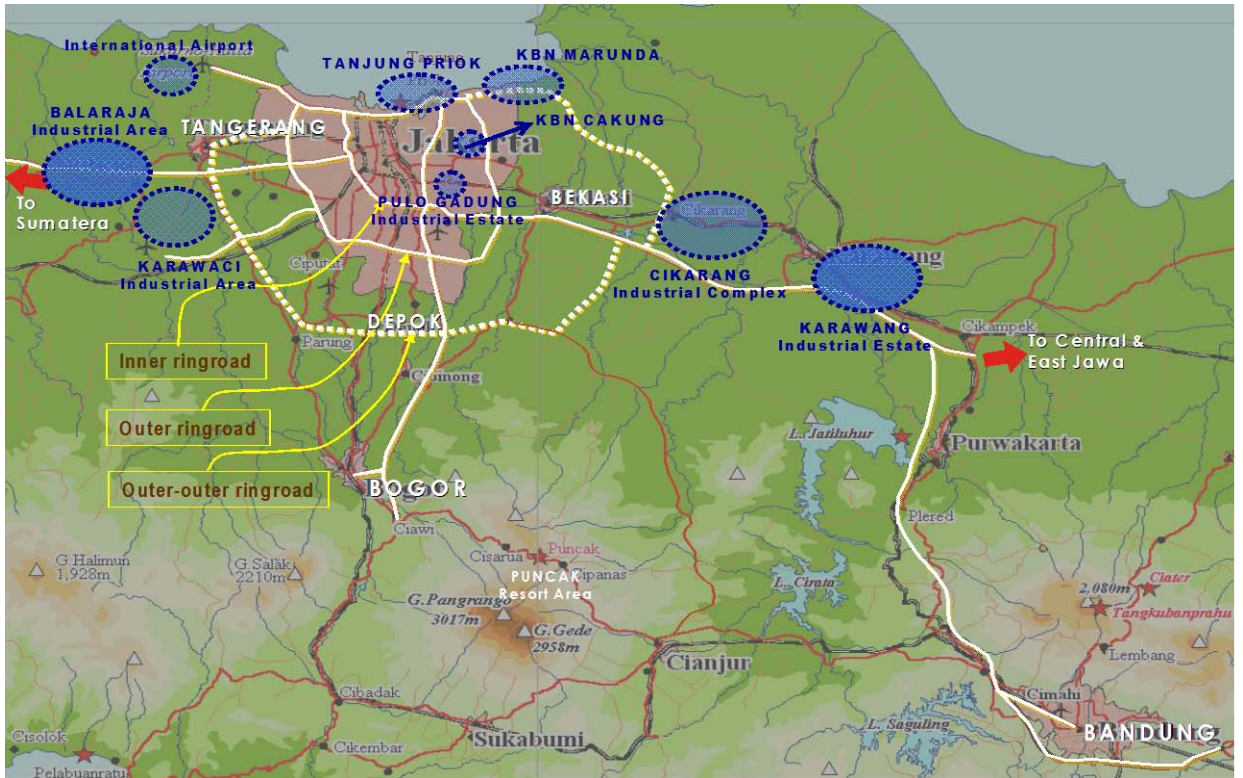 International Airport
Airport
TANJUNG PRIOK
Tanjung
KBN MARUNDA
BALARAJA
Industrial Area
TANGERANG
Jakarta
KBN CAKUNG
To
Sumatera
PULO GADUNG
Industrial Estate
BEKASI
Cikarang
KARAWACI
Industrial Area
Ciputat
CIKARANG
Industrial Complex
KARAWANG
Industrial Estate
Cikampek
To Central &
East Jawa
DEPOK
Parung
Inner ringroad
Cibinong
Outer ringroad
L. Jatiluhur
Purwakarta
Outer-outer ringroad
BOGOR
Plered
Ciawi
G.Halimun
1,928m
G.Salak
2210m
Cisarua
Puncak
Cipanas
PUNCAK
Resort Area
L. Cirata
2,080m
Ciater
Tangkubanprahu
G.Pangrango
3017m
G.Gede
2958m
Cianjur
Lembang
Cibadak
Cimahi
Cisolok
Sukabumi
L. Saguling
BANDUNG
Cikembar
Pelabuanratu